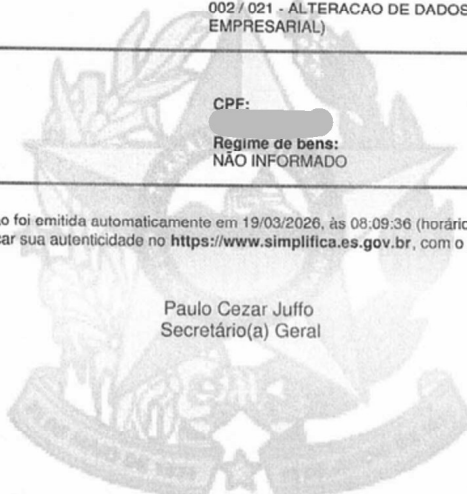 002 / 021 - ALTERACAO DE DADOS
EMPRESARIAL)
CPF:
Regime de bens:
NÃO INFORMADO
o foi emitida automaticamente em 19/03/2026, às 08:09:36 (horário
ar sua autenticidade no https://www.simplifica.es.gov.br, com o
Paulo Cezar Juffo
Secretário(a) Geral